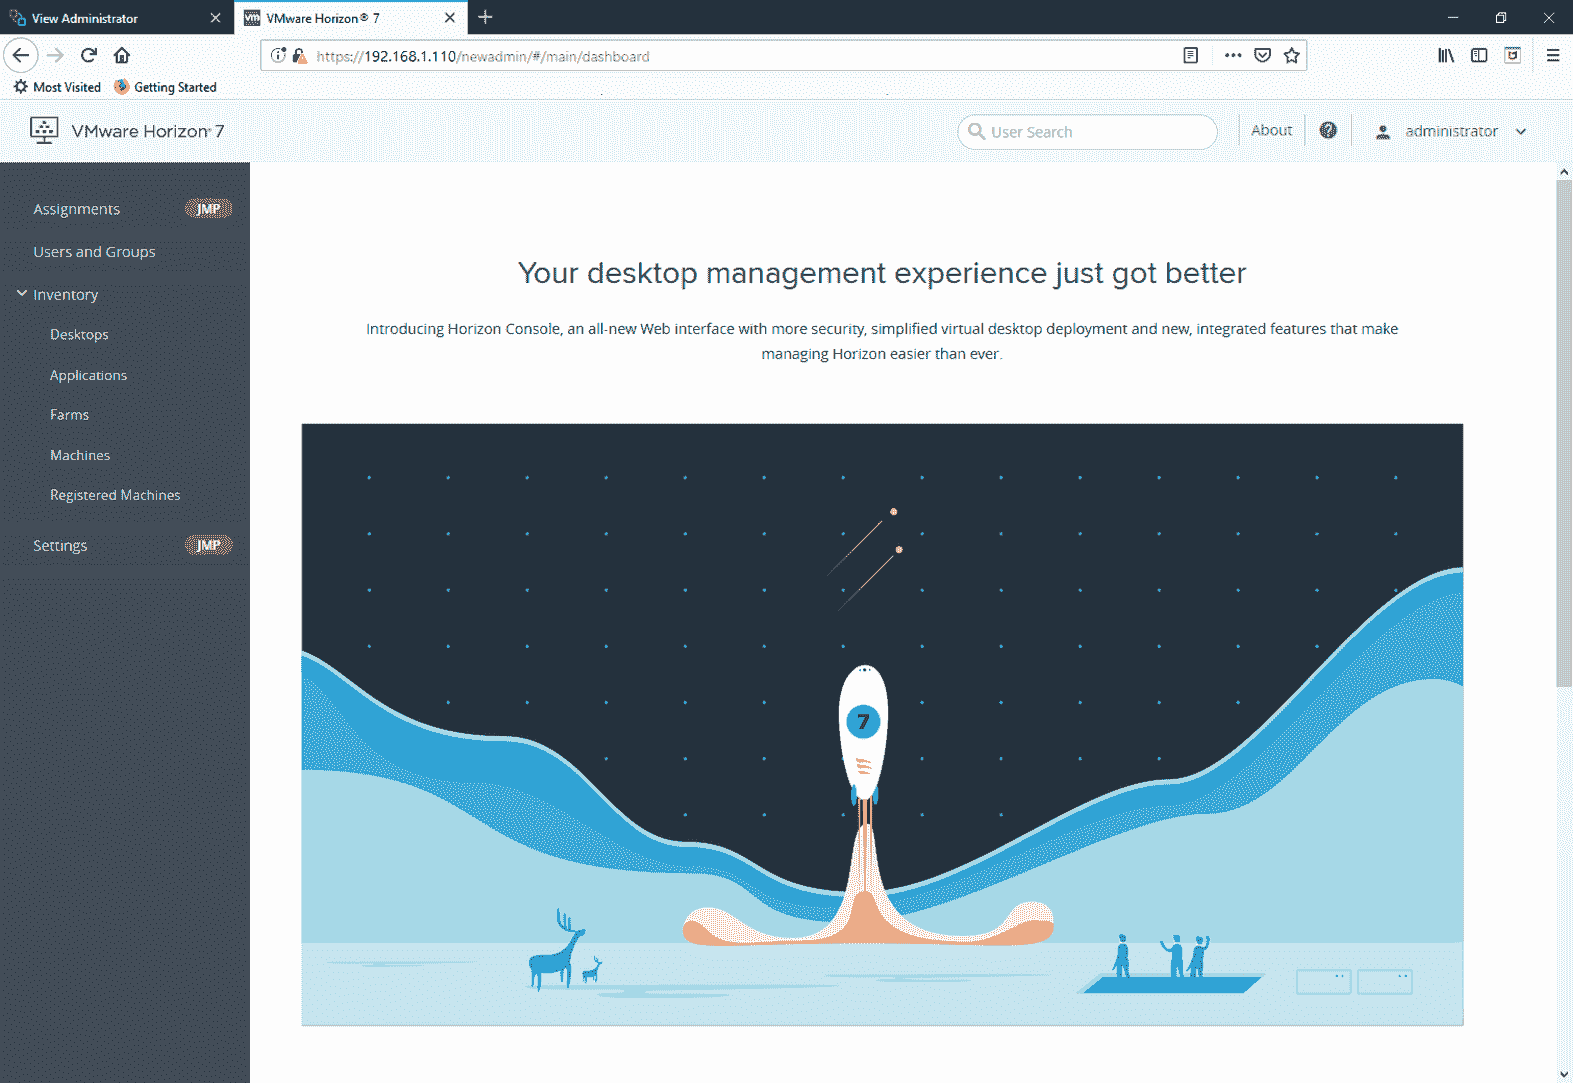 View Administrator
vm VMware Horizon® 7
https://192.168.1.110/newadmin/#/main/dashboard
Most Visited Getting Started
VMware Horizon® 7
User Search
About
administrator
Assignments JMP
Users and Groups
Inventory
Desktops
Applications
Farms
Machines
Registered Machines
Settings JMP
Your desktop management experience just got better
Introducing Horizon Console, an all-new Web interface with more security, simplified virtual desktop deployment and new, integrated features that make
managing Horizon easier than ever.
7